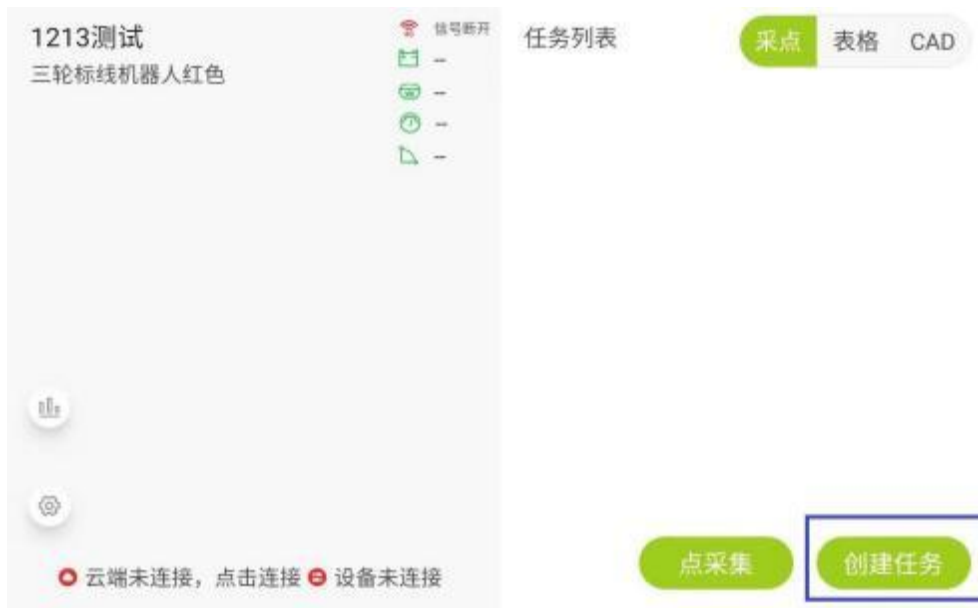 1213测试
三轮标线机器人红色
信号断开
--
--
--
--
云端未连接，点击连接 设备未连接
任务列表
采点 表格 CAD
点采集 创建任务